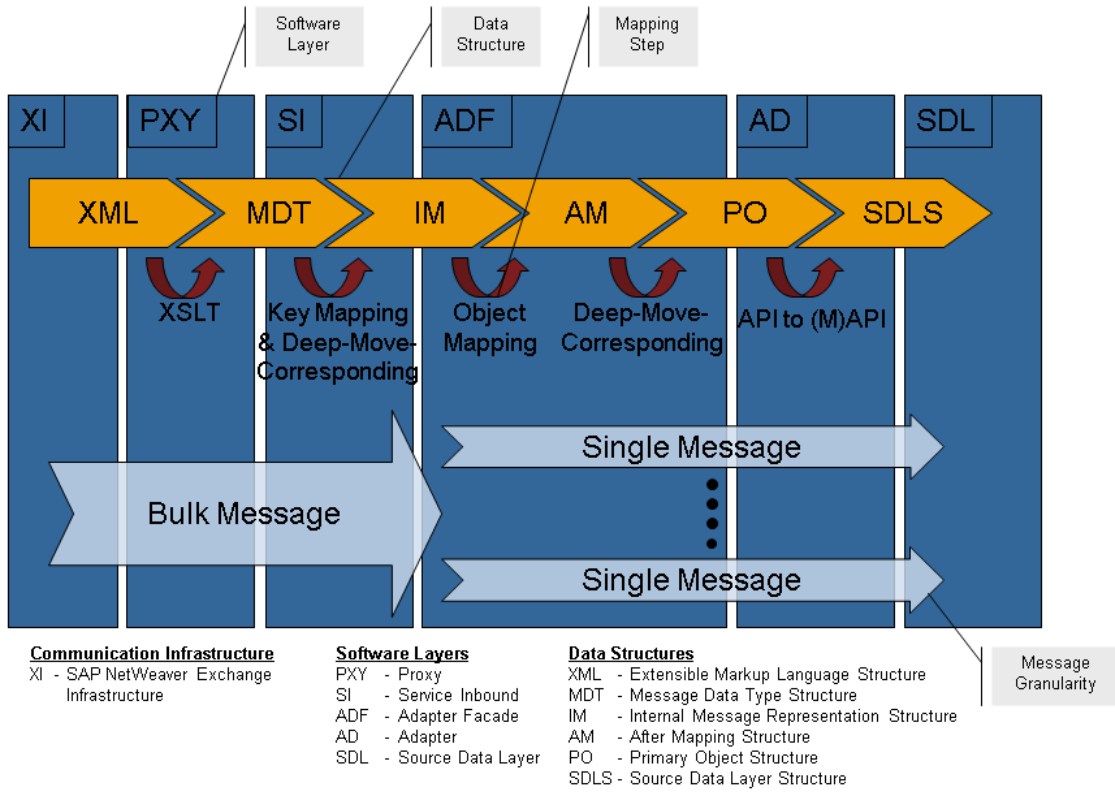 Software
Layer
Data
Structure
Mapping
Step
XI
PXY
SI
ADF
AD
SDL
XML
MDT
IM
AM
PO
SDLS
XSLT
Key Mapping
& Deep-Move-
Corresponding
Object
Mapping
Deep-Move-
Corresponding
API to (M)API
Bulk Message
Single Message
Single Message
Message
Granularity
Communication Infrastructure
XI - SAP NetWeaver Exchange
Infrastructure
Software Layers
PXY - Proxy
SI - Service Inbound
ADF - Adapter Facade
AD - Adapter
SDL - Source Data Layer
Data Structures
XML - Extensible Markup Language Structure
MDT - Message Data Type Structure
IM - Internal Message Representation Structure
AM - After Mapping Structure
PO - Primary Object Structure
SDLS - Source Data Layer Structure